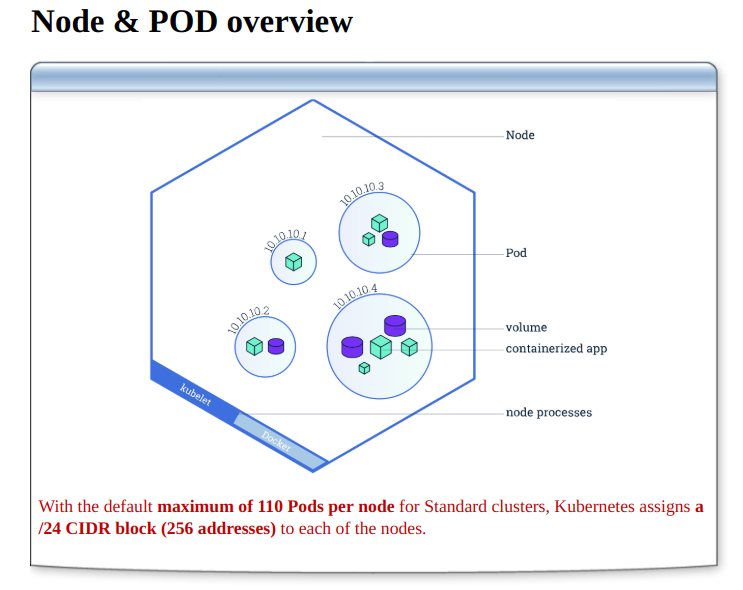 Node & POD overview
Node
10.10.10.3
10.10.10.1
Pod
10.10.10.4
10.10.10.2
volume
containerized app
kubelet
node processes
Docker
With the default maximum of 110 Pods per node for Standard clusters, Kubernetes assigns a
/24 CIDR block (256 addresses) to each of the nodes.